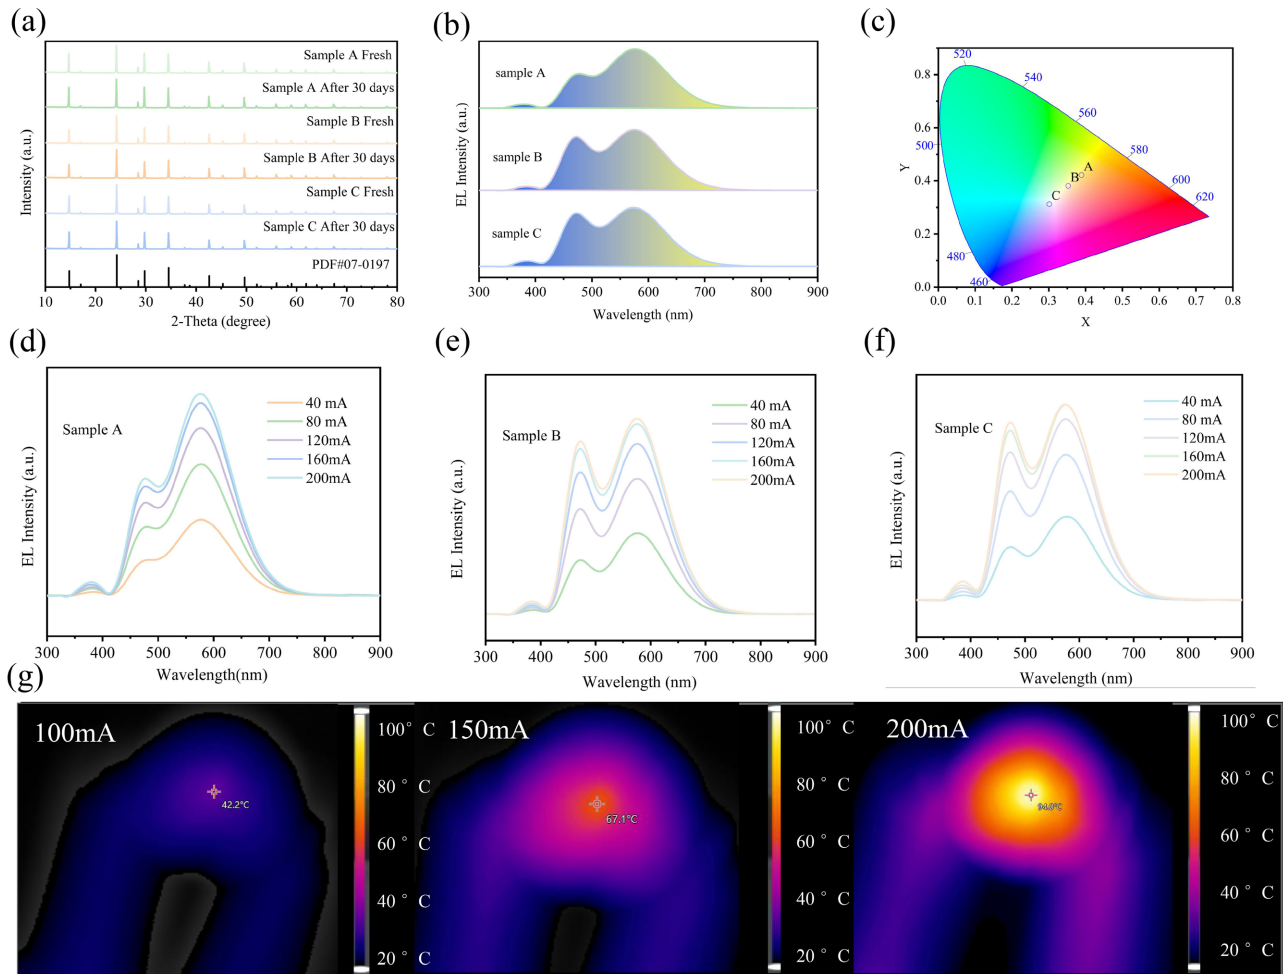 (a)
Intensity (a.u.)
Sample A Fresh
Sample A After 30 days
Sample B Fresh
Sample B After 30 days
Sample C Fresh
Sample C After 30 days
PDF#07-0197
10 20 30 40 50 60 70 80
2-Theta (degree)
(b)
EL Intensity (a.u.)
sample A
sample B
sample C
300 400 500 600 700 800 900
Wavelength (nm)
(c)
Y
0.8
0.6
0.4
0.2
0.0
520
540
560
580
600
620
500
480
460
A
B
C
0.0 0.1 0.2 0.3 0.4 0.5 0.6 0.7 0.8
X
(d)
EL Intensity (a.u.)
Sample A
40 mA
80 mA
120mA
160mA
200mA
300 400 500 600 700 800 900
Wavelength(nm)
(e)
EL Intensity (a.u.)
Sample B
40 mA
80 mA
120mA
160mA
200mA
300 400 500 600 700 800 900
Wavelength (nm)
(f)
EL Intensity (a.u.)
Sample C
40 mA
80 mA
120mA
160mA
200mA
300 400 500 600 700 800 900
Wavelength (nm)
(g)
100mA
42.2°C
100° C
80 ° C
60 ° C
40 ° C
20 ° C
150mA
67.1°C
100° C
80 ° C
60 ° C
40 ° C
20 ° C
200mA
94.0°C
100° C
80 ° C
60 ° C
40 ° C
20 ° C